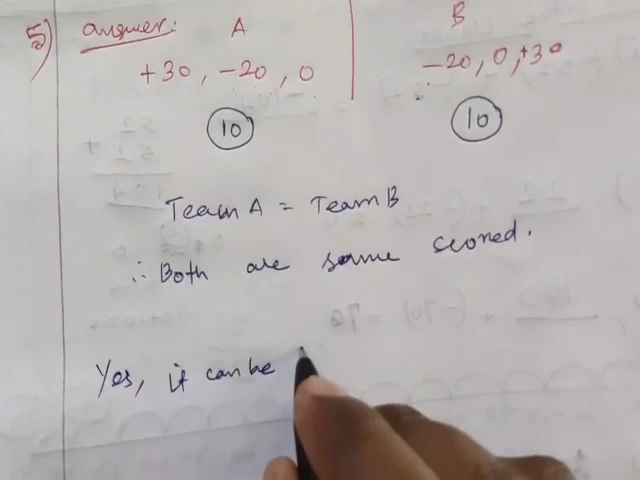 5) answer: A B
+30, -20, 0 -20, 0, +30
10 10
Team A = Team B
∴ Both are same scored.
Yes, it can be